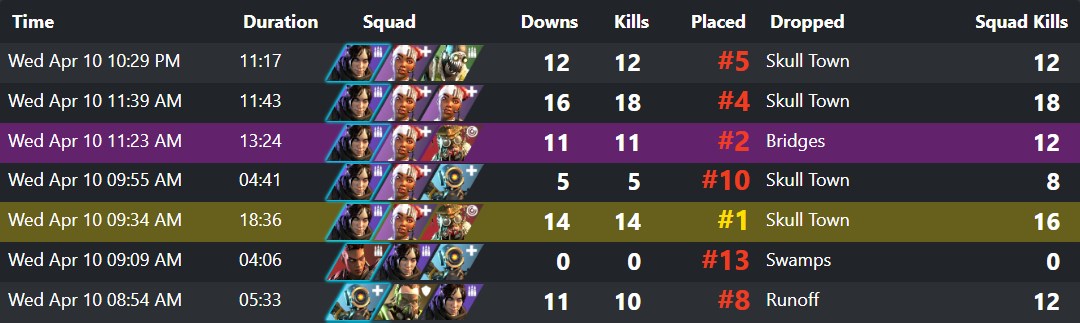 Time Duration Squad Downs Kills Placed Dropped Squad Kills
Wed Apr 10 10:29 PM 11:17 12 12 #5 Skull Town 12
Wed Apr 10 11:39 AM 11:43 16 18 #4 Skull Town 18
Wed Apr 10 11:23 AM 13:24 11 11 #2 Bridges 12
Wed Apr 10 09:55 AM 04:41 5 5 #10 Skull Town 8
Wed Apr 10 09:34 AM 18:36 14 14 #1 Skull Town 16
Wed Apr 10 09:09 AM 04:06 0 0 #13 Swamps 0
Wed Apr 10 08:54 AM 05:33 11 10 #8 Runoff 12